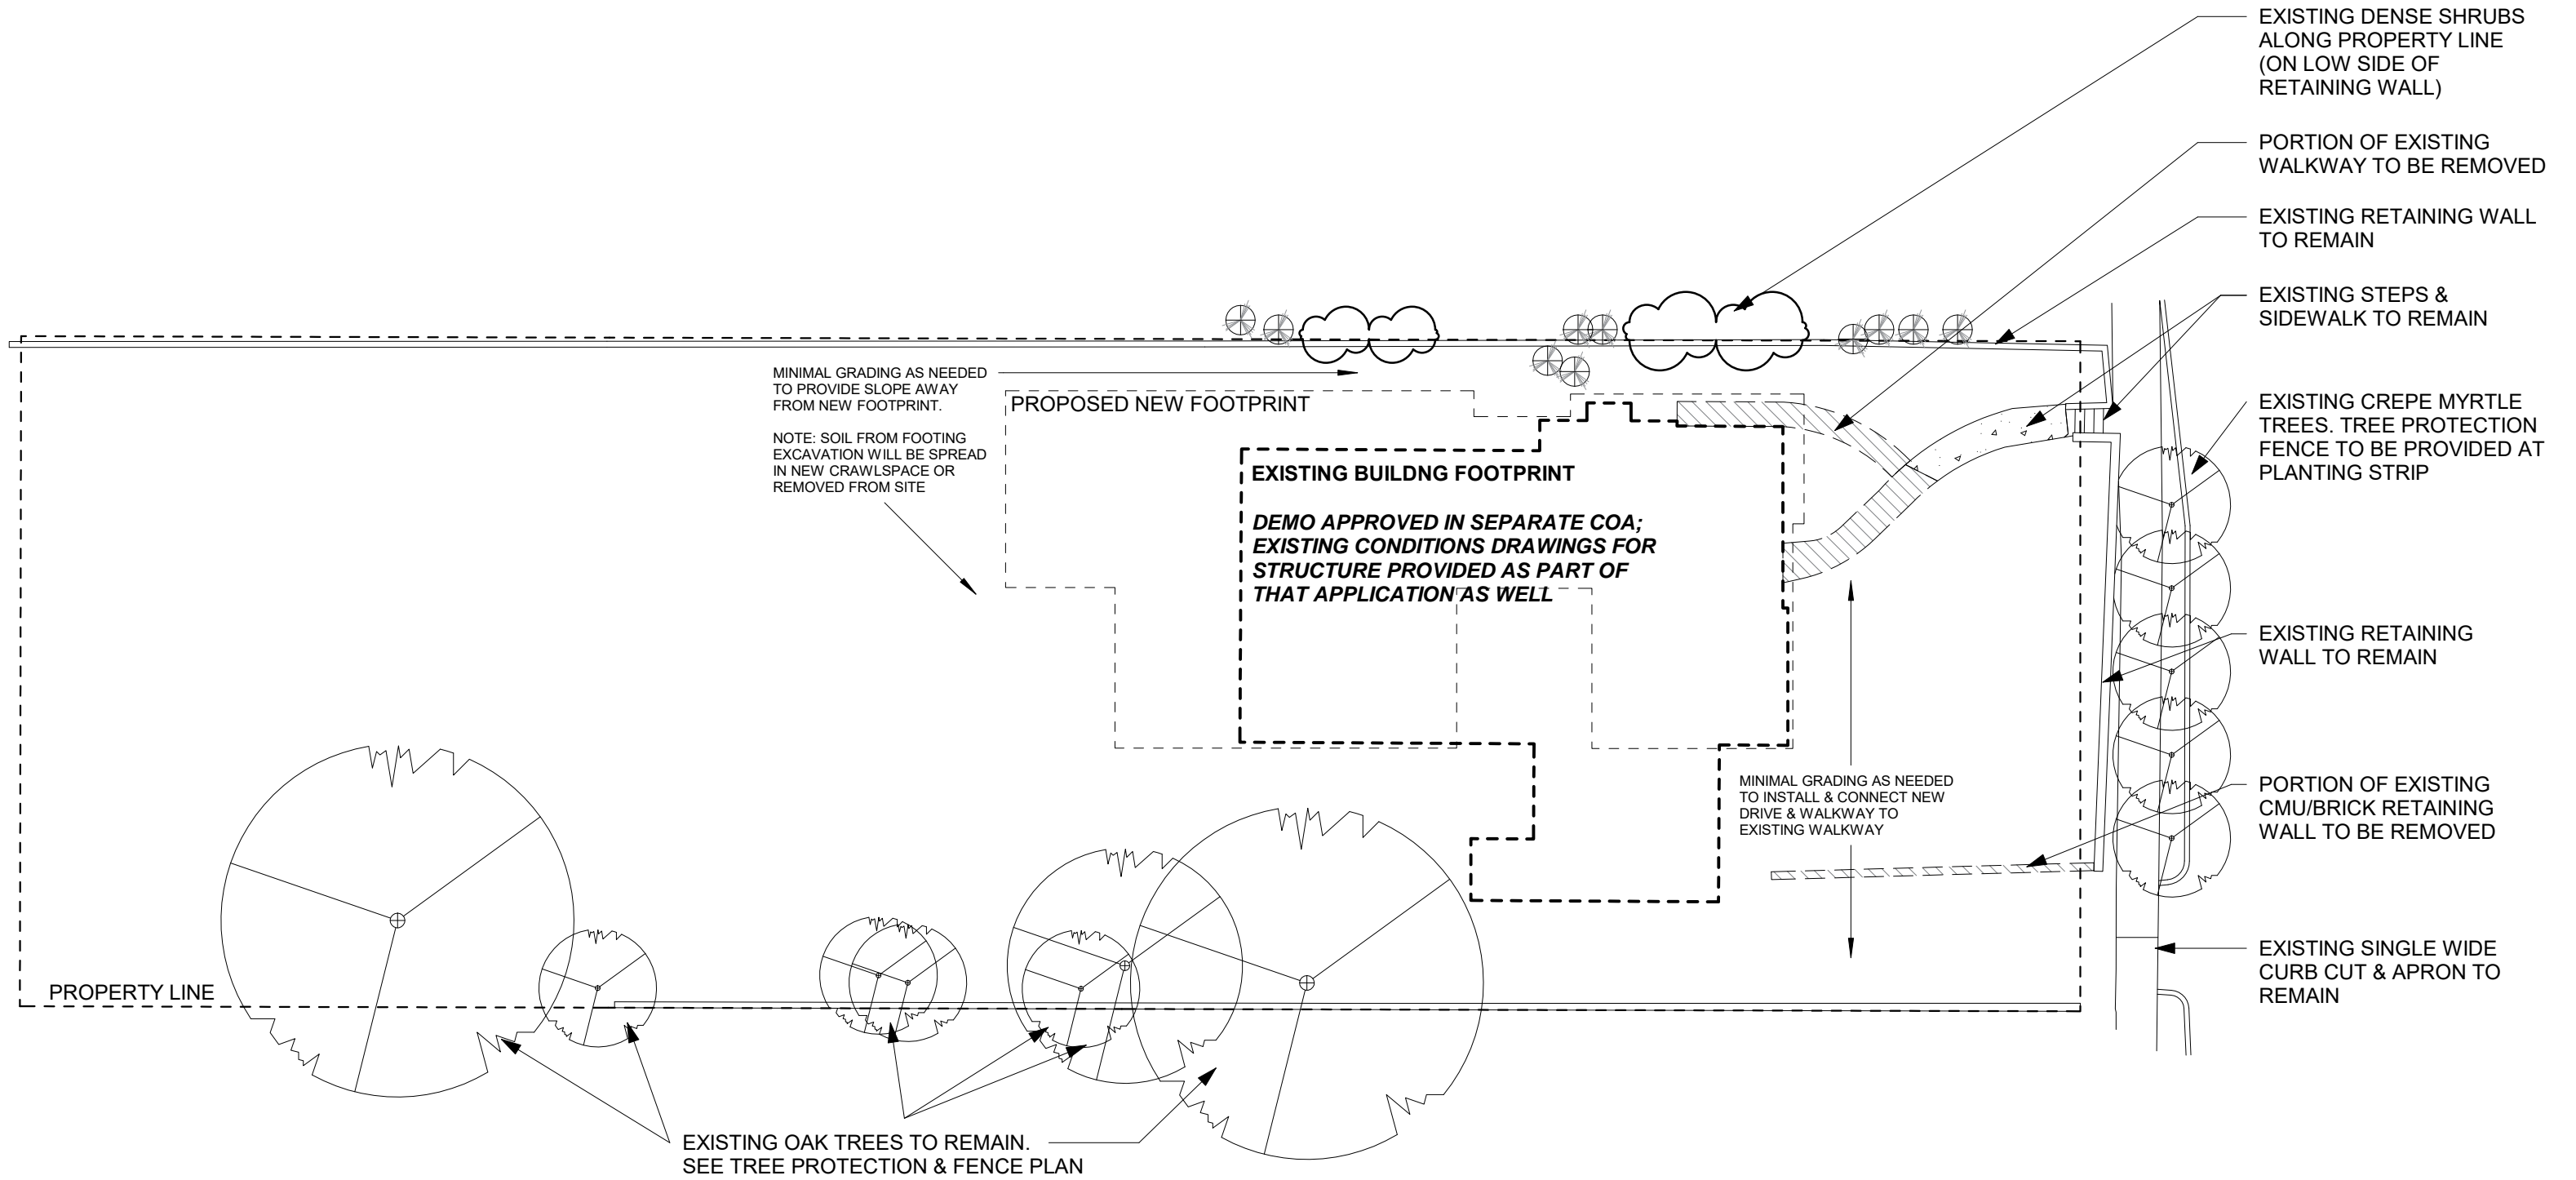 EXISTING DENSE SHRUBS
ALONG PROPERTY LINE
(ON LOW SIDE OF
RETAINING WALL)
PORTION OF EXISTING
WALKWAY TO BE REMOVED
EXISTING RETAINING WALL
TO REMAIN
EXISTING STEPS &
SIDEWALK TO REMAIN
MINIMAL GRADING AS NEEDED
TO PROVIDE SLOPE AWAY
FROM NEW FOOTPRINT.
NOTE: SOIL FROM FOOTING
EXCAVATION WILL BE SPREAD
IN NEW CRAWLSPACE OR
REMOVED FROM SITE
PROPOSED NEW FOOTPRINT
EXISTING BUILDNG FOOTPRINT
DEMO APPROVED IN SEPARATE COA;
EXISTING CONDITIONS DRAWINGS FOR
STRUCTURE PROVIDED AS PART OF
THAT APPLICATION AS WELL
EXISTING CREPE MYRTLE
TREES. TREE PROTECTION
FENCE TO BE PROVIDED AT
PLANTING STRIP
EXISTING RETAINING
WALL TO REMAIN
MINIMAL GRADING AS NEEDED
TO INSTALL & CONNECT NEW
DRIVE & WALKWAY TO
EXISTING WALKWAY
PORTION OF EXISTING
CMU/BRICK RETAINING
WALL TO BE REMOVED
EXISTING SINGLE WIDE
CURB CUT & APRON TO
REMAIN
PROPERTY LINE
EXISTING OAK TREES TO REMAIN.
SEE TREE PROTECTION & FENCE PLAN